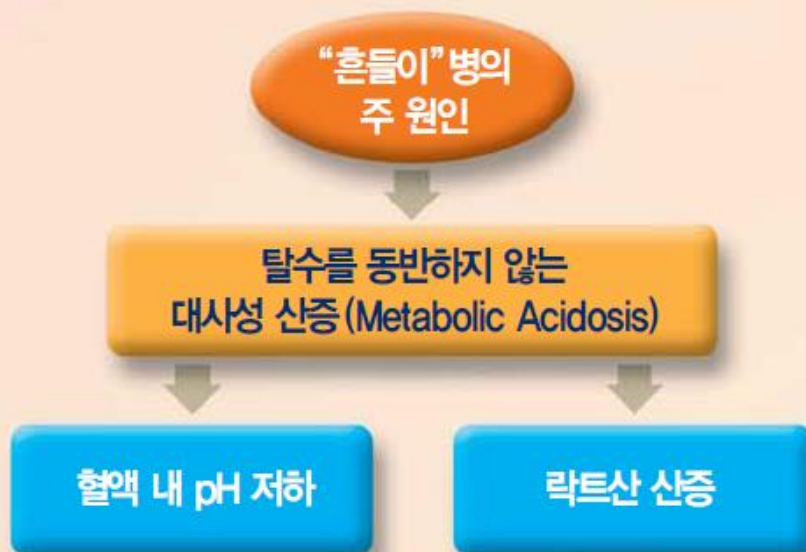 “흔들이”병의
주 원인
탈수를 동반하지 않는
대사성 산증(Metabolic Acidosis)
혈액 내 pH 저하
락트산 산증